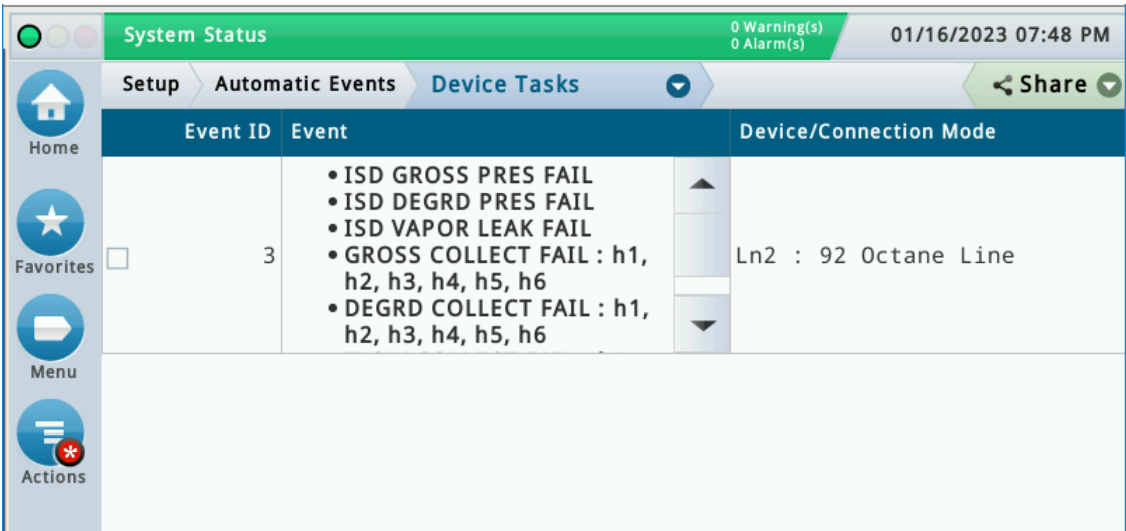 System Status
0 Warning(s)
0 Alarm(s)
01/16/2023 07:48 PM
Setup
Automatic Events
Device Tasks
Share
Home
Favorites
Menu
Actions
Event ID
Event
Device/Connection Mode
3
• ISD GROSS PRES FAIL
• ISD DEGRD PRES FAIL
• ISD VAPOR LEAK FAIL
• GROSS COLLECT FAIL : h1,
h2, h3, h4, h5, h6
• DEGRD COLLECT FAIL : h1,
h2, h3, h4, h5, h6
Ln2 : 92 Octane Line